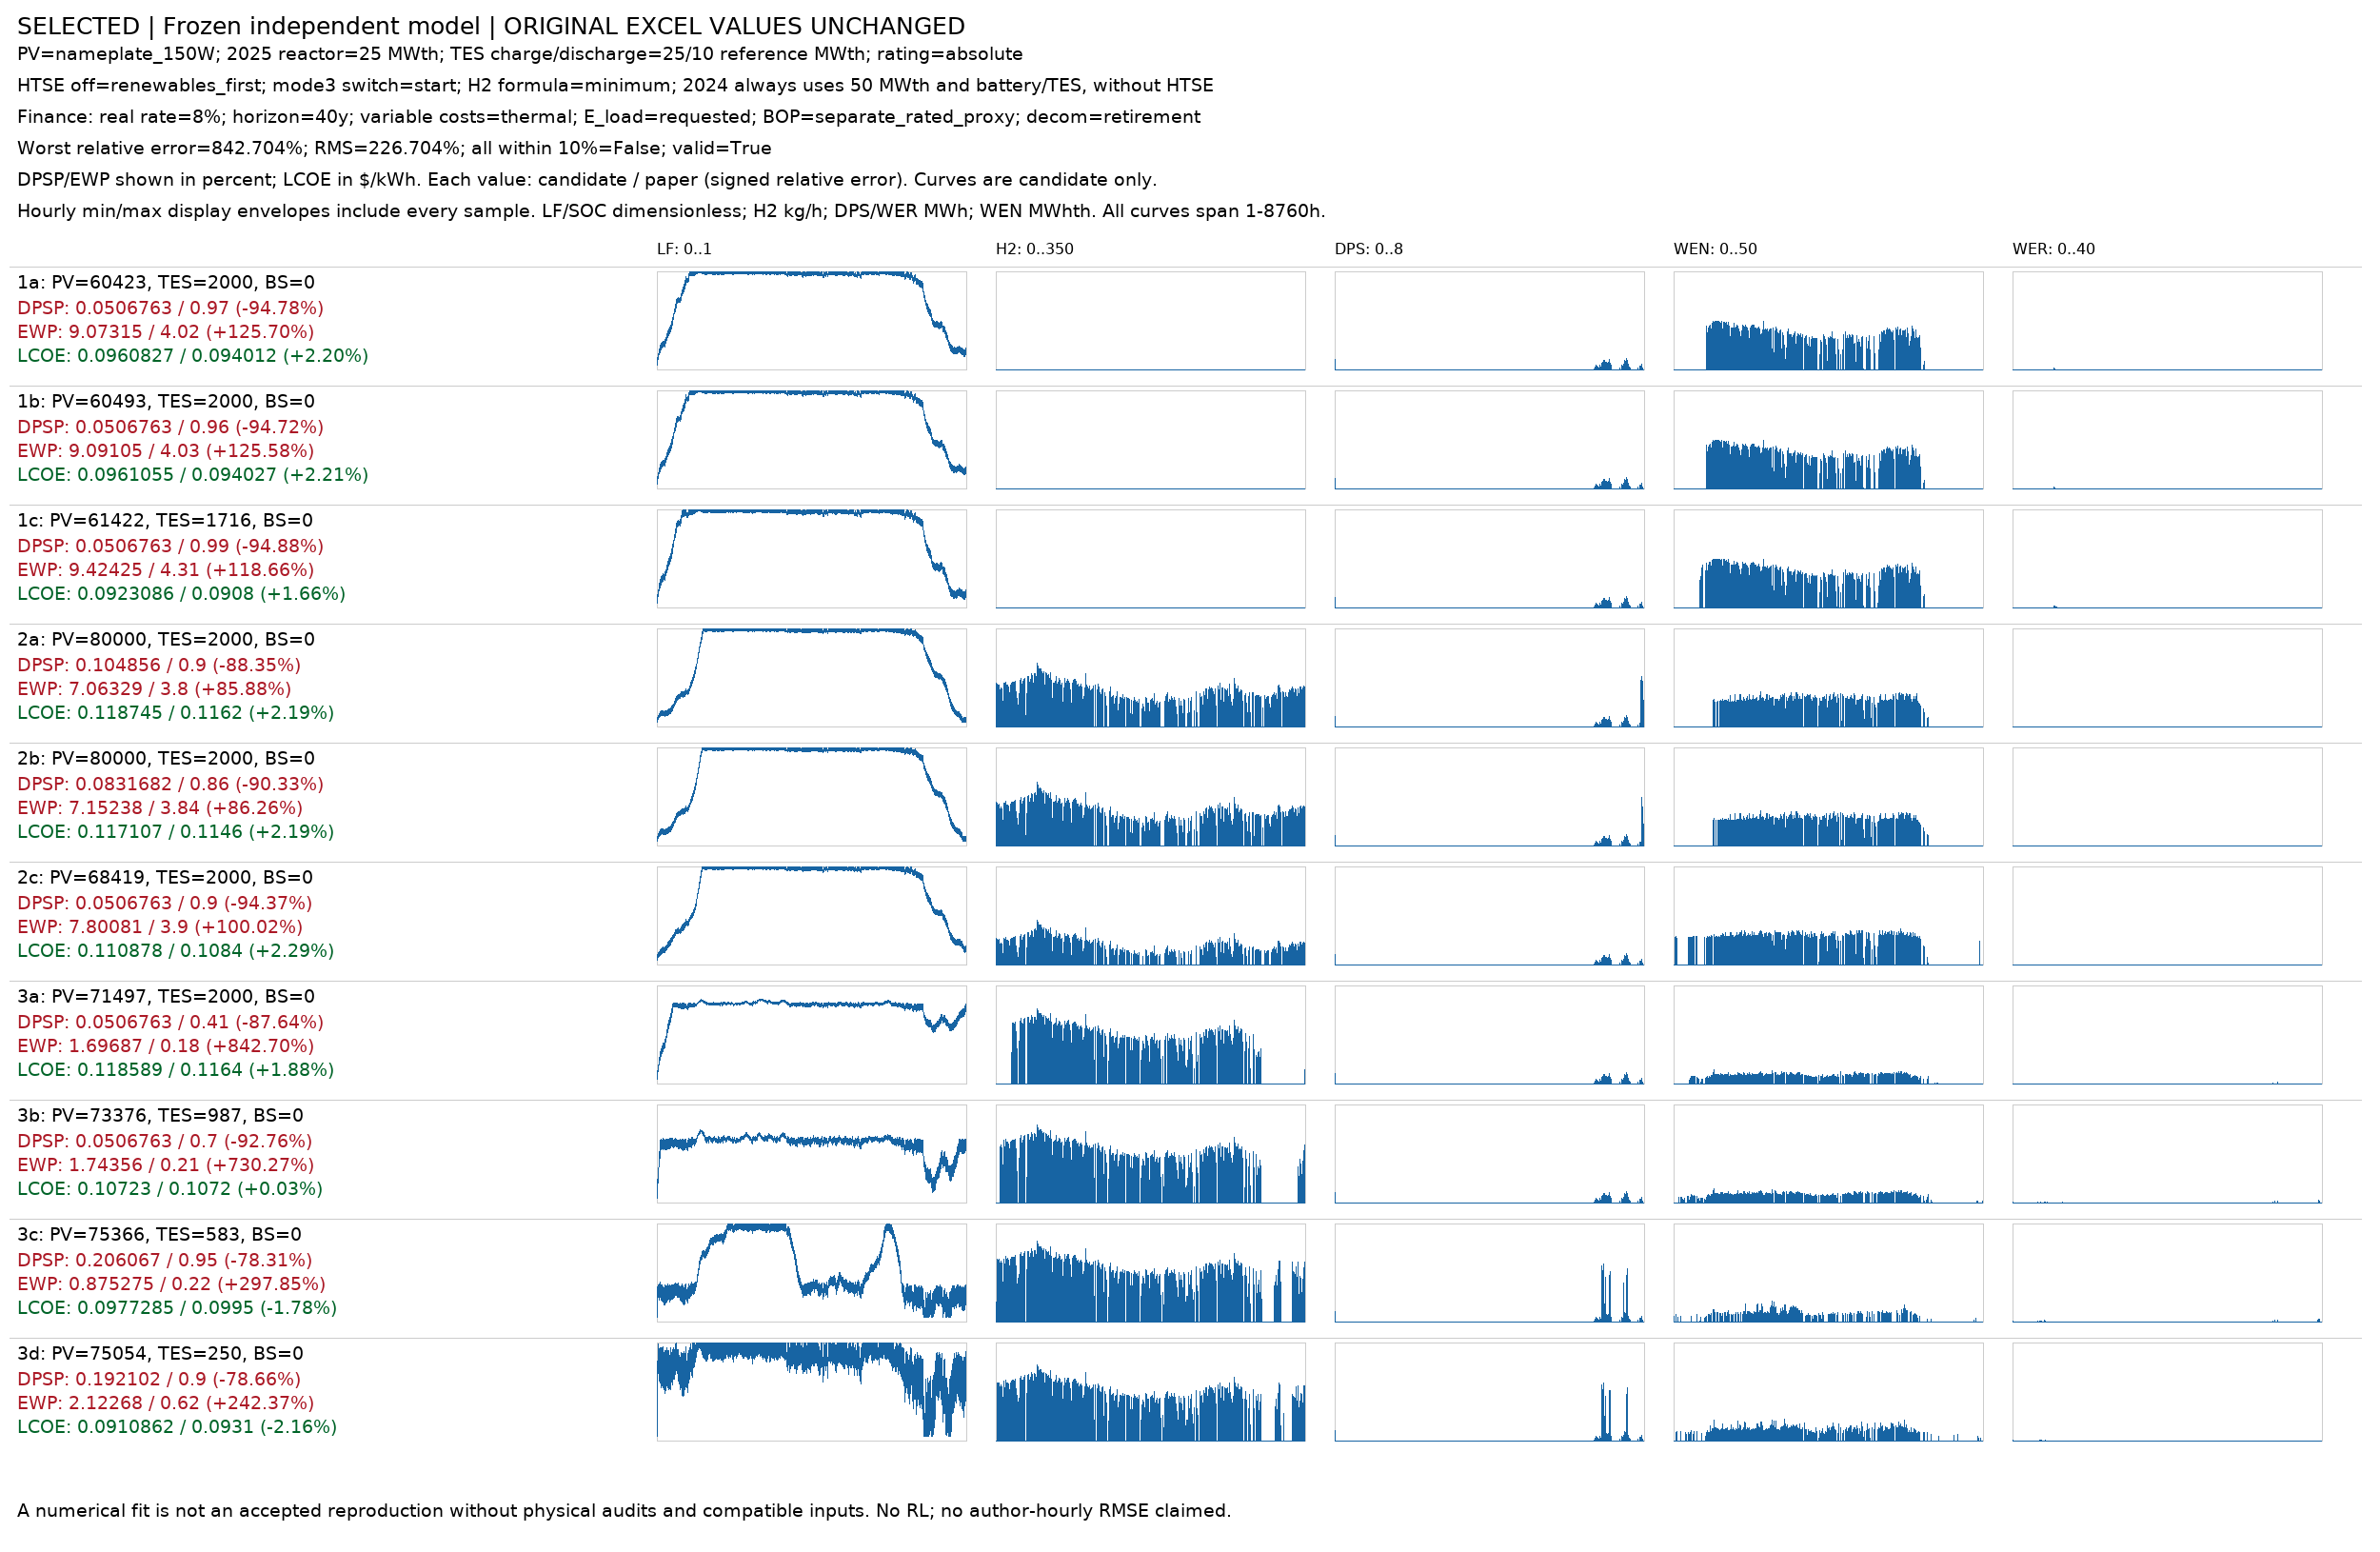 SELECTED | Frozen independent model | ORIGINAL EXCEL VALUES UNCHANGED
PV=nameplate_150W; 2025 reactor=25 MWth; TES charge/discharge=25/10 reference MWth; rating=absolute
HTSE off=renewables_first; mode3 switch=start; H2 formula=minimum; 2024 always uses 50 MWth and battery/TES, without HTSE
Finance: real rate=8%; horizon=40y; variable costs=thermal; E_load=requested; BOP=separate_rated_proxy; decom=retirement
Worst relative error=842.704%; RMS=226.704%; all within 10%=False; valid=True
DPSP/EWP shown in percent; LCOE in $/kWh. Each value: candidate / paper (signed relative error). Curves are candidate only.
Hourly min/max display envelopes include every sample. LF/SOC dimensionless; H2 kg/h; DPS/WER MWh; WEN MWhth. All curves span 1-8760h.
LF: 0..1 H2: 0..350 DPS: 0..8 WEN: 0..50 WER: 0..40
1a: PV=60423, TES=2000, BS=0
DPSP: 0.0506763 / 0.97 (-94.78%)
EWP: 9.07315 / 4.02 (+125.70%)
LCOE: 0.0960827 / 0.094012 (+2.20%)
1b: PV=60493, TES=2000, BS=0
DPSP: 0.0506763 / 0.96 (-94.72%)
EWP: 9.09105 / 4.03 (+125.58%)
LCOE: 0.0961055 / 0.094027 (+2.21%)
1c: PV=61422, TES=1716, BS=0
DPSP: 0.0506763 / 0.99 (-94.88%)
EWP: 9.42425 / 4.31 (+118.66%)
LCOE: 0.0923086 / 0.0908 (+1.66%)
2a: PV=80000, TES=2000, BS=0
DPSP: 0.104856 / 0.9 (-88.35%)
EWP: 7.06329 / 3.8 (+85.88%)
LCOE: 0.118745 / 0.1162 (+2.19%)
2b: PV=80000, TES=2000, BS=0
DPSP: 0.0831682 / 0.86 (-90.33%)
EWP: 7.15238 / 3.84 (+86.26%)
LCOE: 0.117107 / 0.1146 (+2.19%)
2c: PV=68419, TES=2000, BS=0
DPSP: 0.0506763 / 0.9 (-94.37%)
EWP: 7.80081 / 3.9 (+100.02%)
LCOE: 0.110878 / 0.1084 (+2.29%)
3a: PV=71497, TES=2000, BS=0
DPSP: 0.0506763 / 0.41 (-87.64%)
EWP: 1.69687 / 0.18 (+842.70%)
LCOE: 0.118589 / 0.1164 (+1.88%)
3b: PV=73376, TES=987, BS=0
DPSP: 0.0506763 / 0.7 (-92.76%)
EWP: 1.74356 / 0.21 (+730.27%)
LCOE: 0.10723 / 0.1072 (+0.03%)
3c: PV=75366, TES=583, BS=0
DPSP: 0.206067 / 0.95 (-78.31%)
EWP: 0.875275 / 0.22 (+297.85%)
LCOE: 0.0977285 / 0.0995 (-1.78%)
3d: PV=75054, TES=250, BS=0
DPSP: 0.192102 / 0.9 (-78.66%)
EWP: 2.12268 / 0.62 (+242.37%)
LCOE: 0.0910862 / 0.0931 (-2.16%)
A numerical fit is not an accepted reproduction without physical audits and compatible inputs. No RL; no author-hourly RMSE claimed.